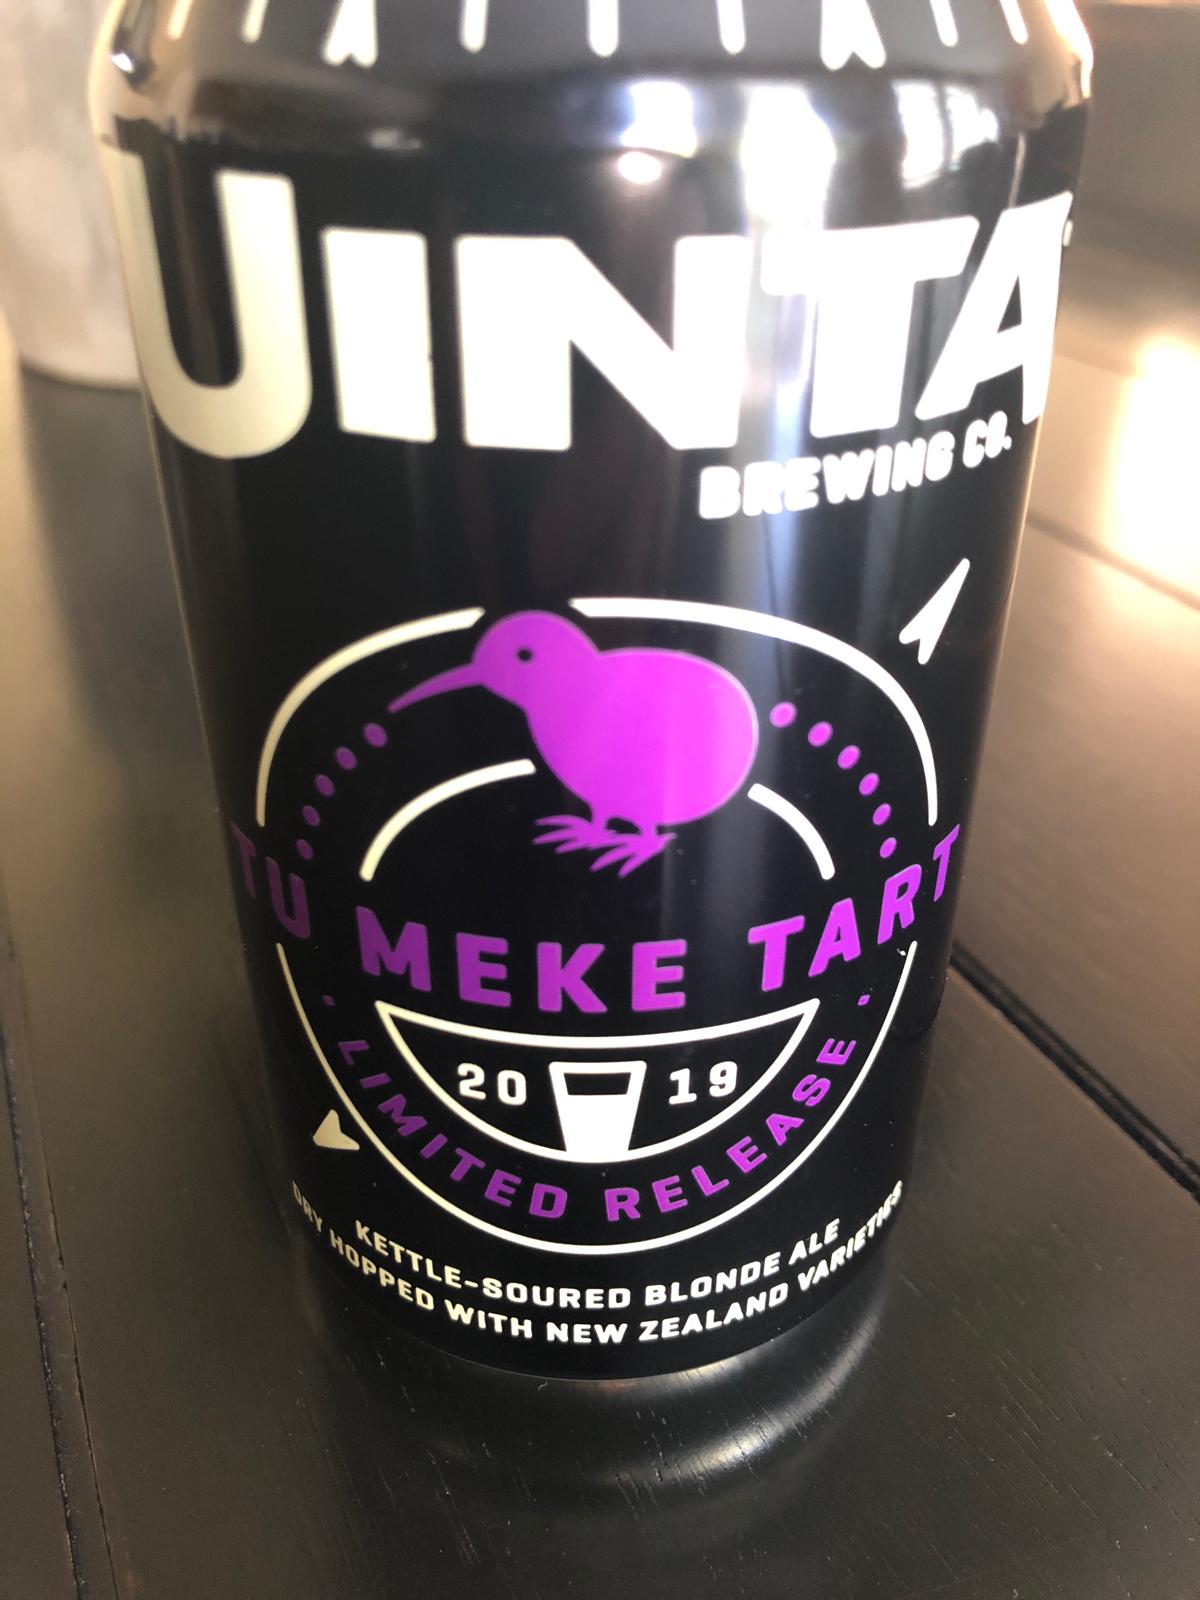 UINTA
BREWING CO.
TU MEKE TART
20 19
· LIMITED RELEASE ·
KETTLE-SOURED BLONDE ALE
DRY HOPPED WITH NEW ZEALAND VARIETIES